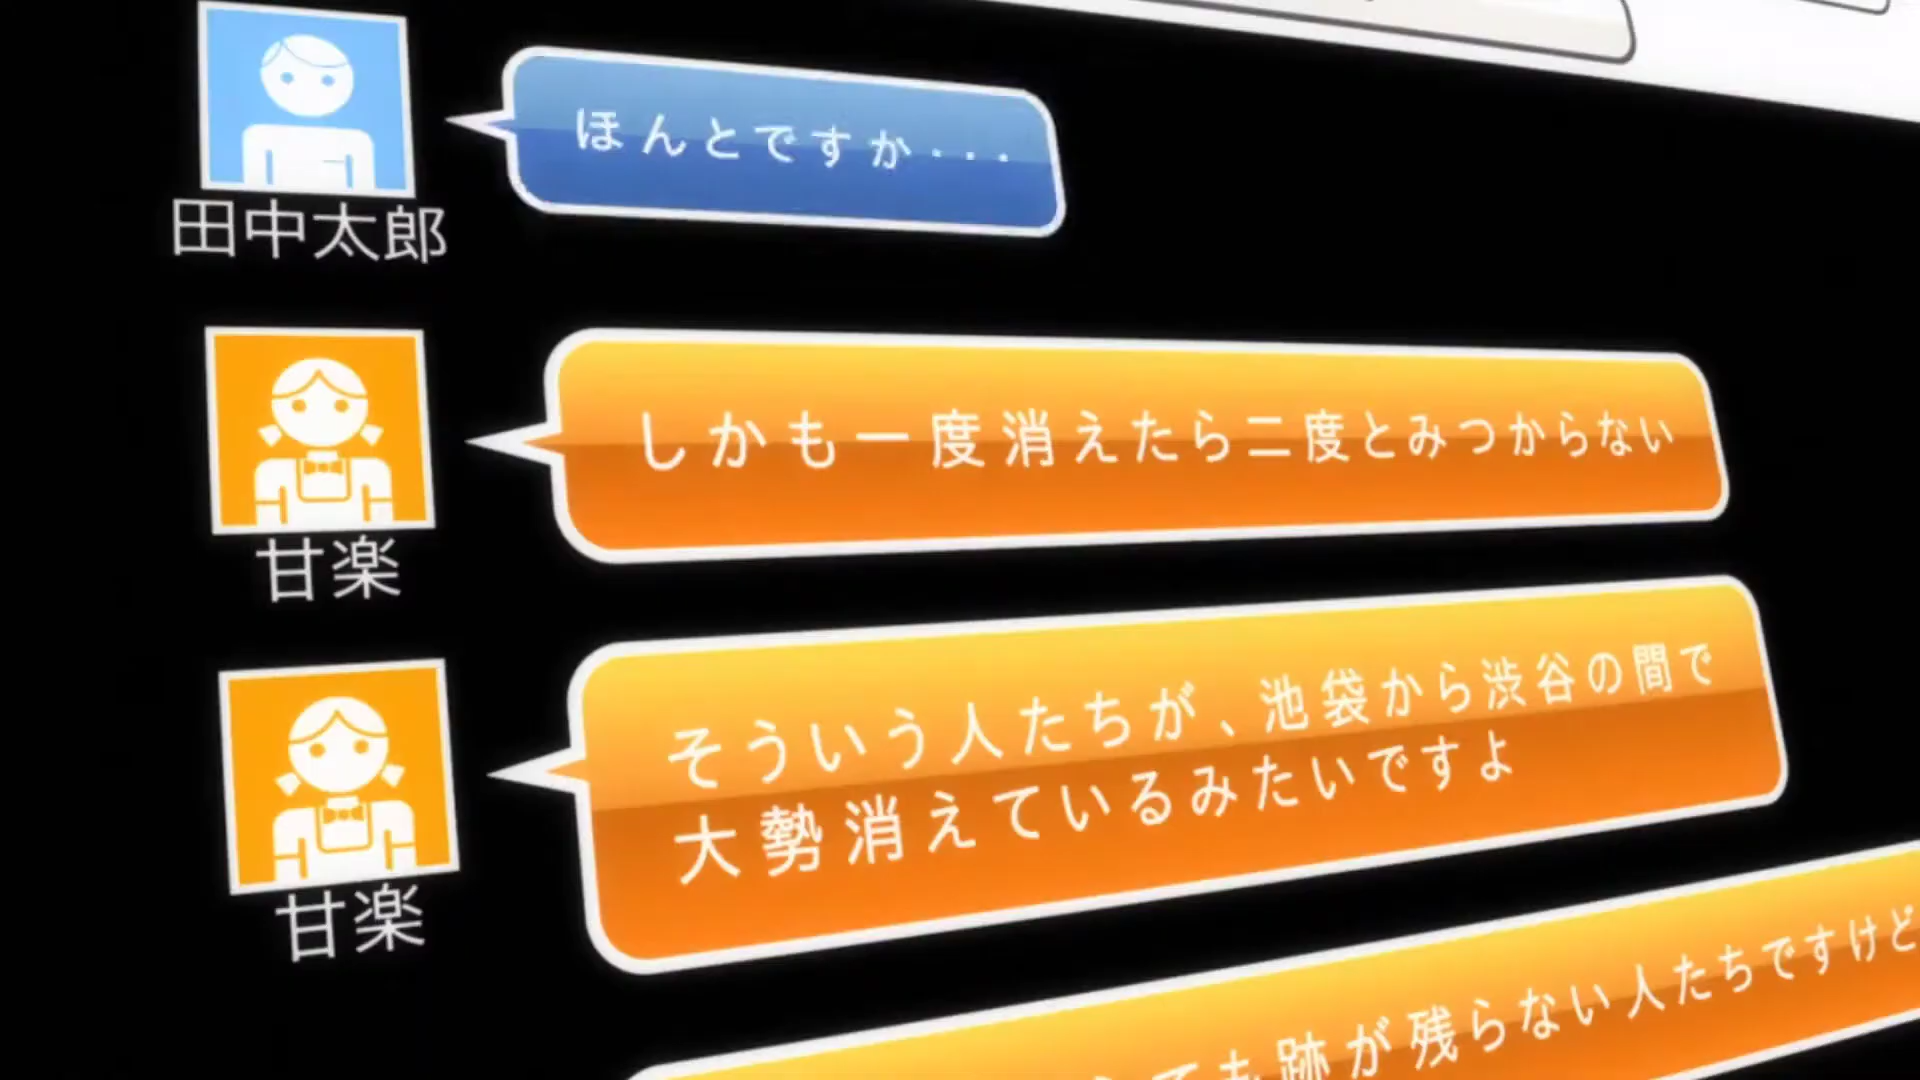 ほんとですか・・・
田中太郎
しかも一度消えたら二度とみつからない
甘楽
そういう人たちが、池袋から渋谷の間で
大勢消えているみたいですよ
甘楽
ても跡が残らない人たちですけど